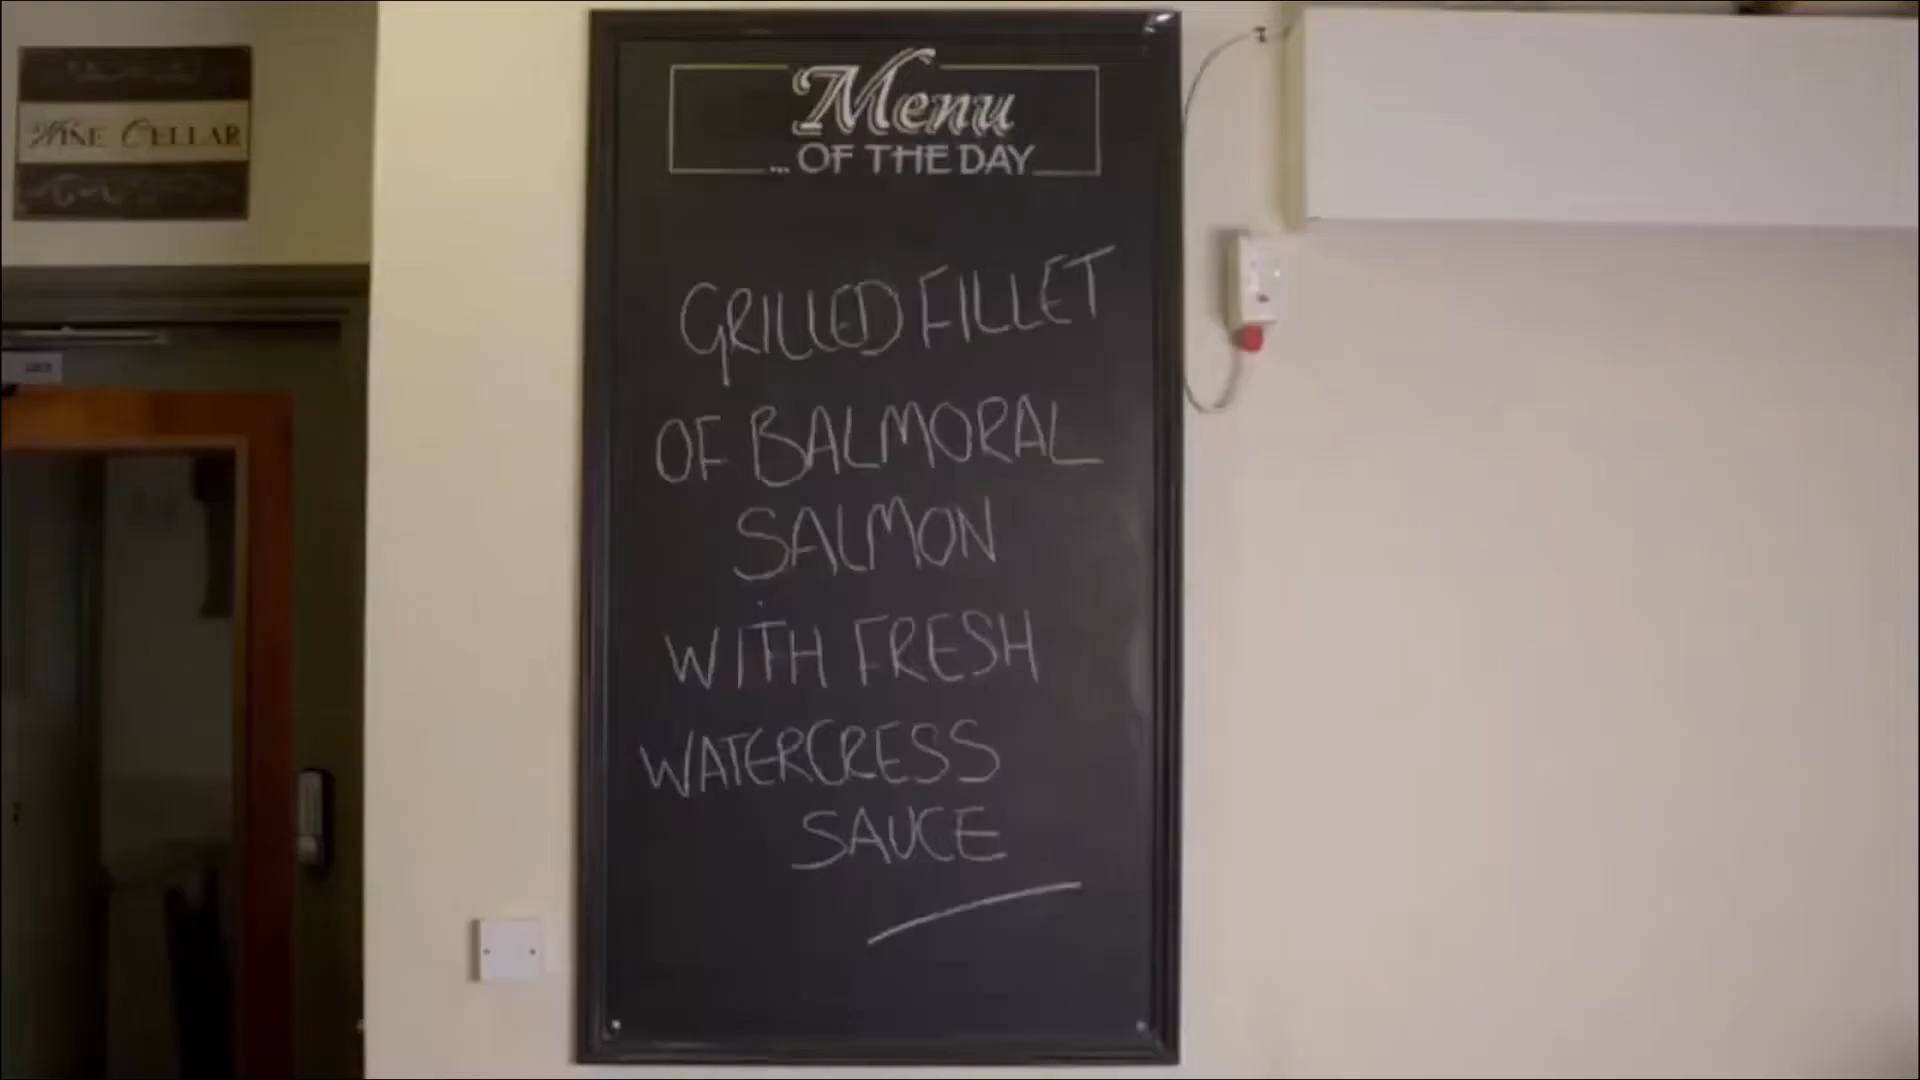 WINE CELLAR
Menu
...OF THE DAY
GRILLED FILLET
OF BALMORAL
SALMON
WITH FRESH
WATERCRESS
SAUCE